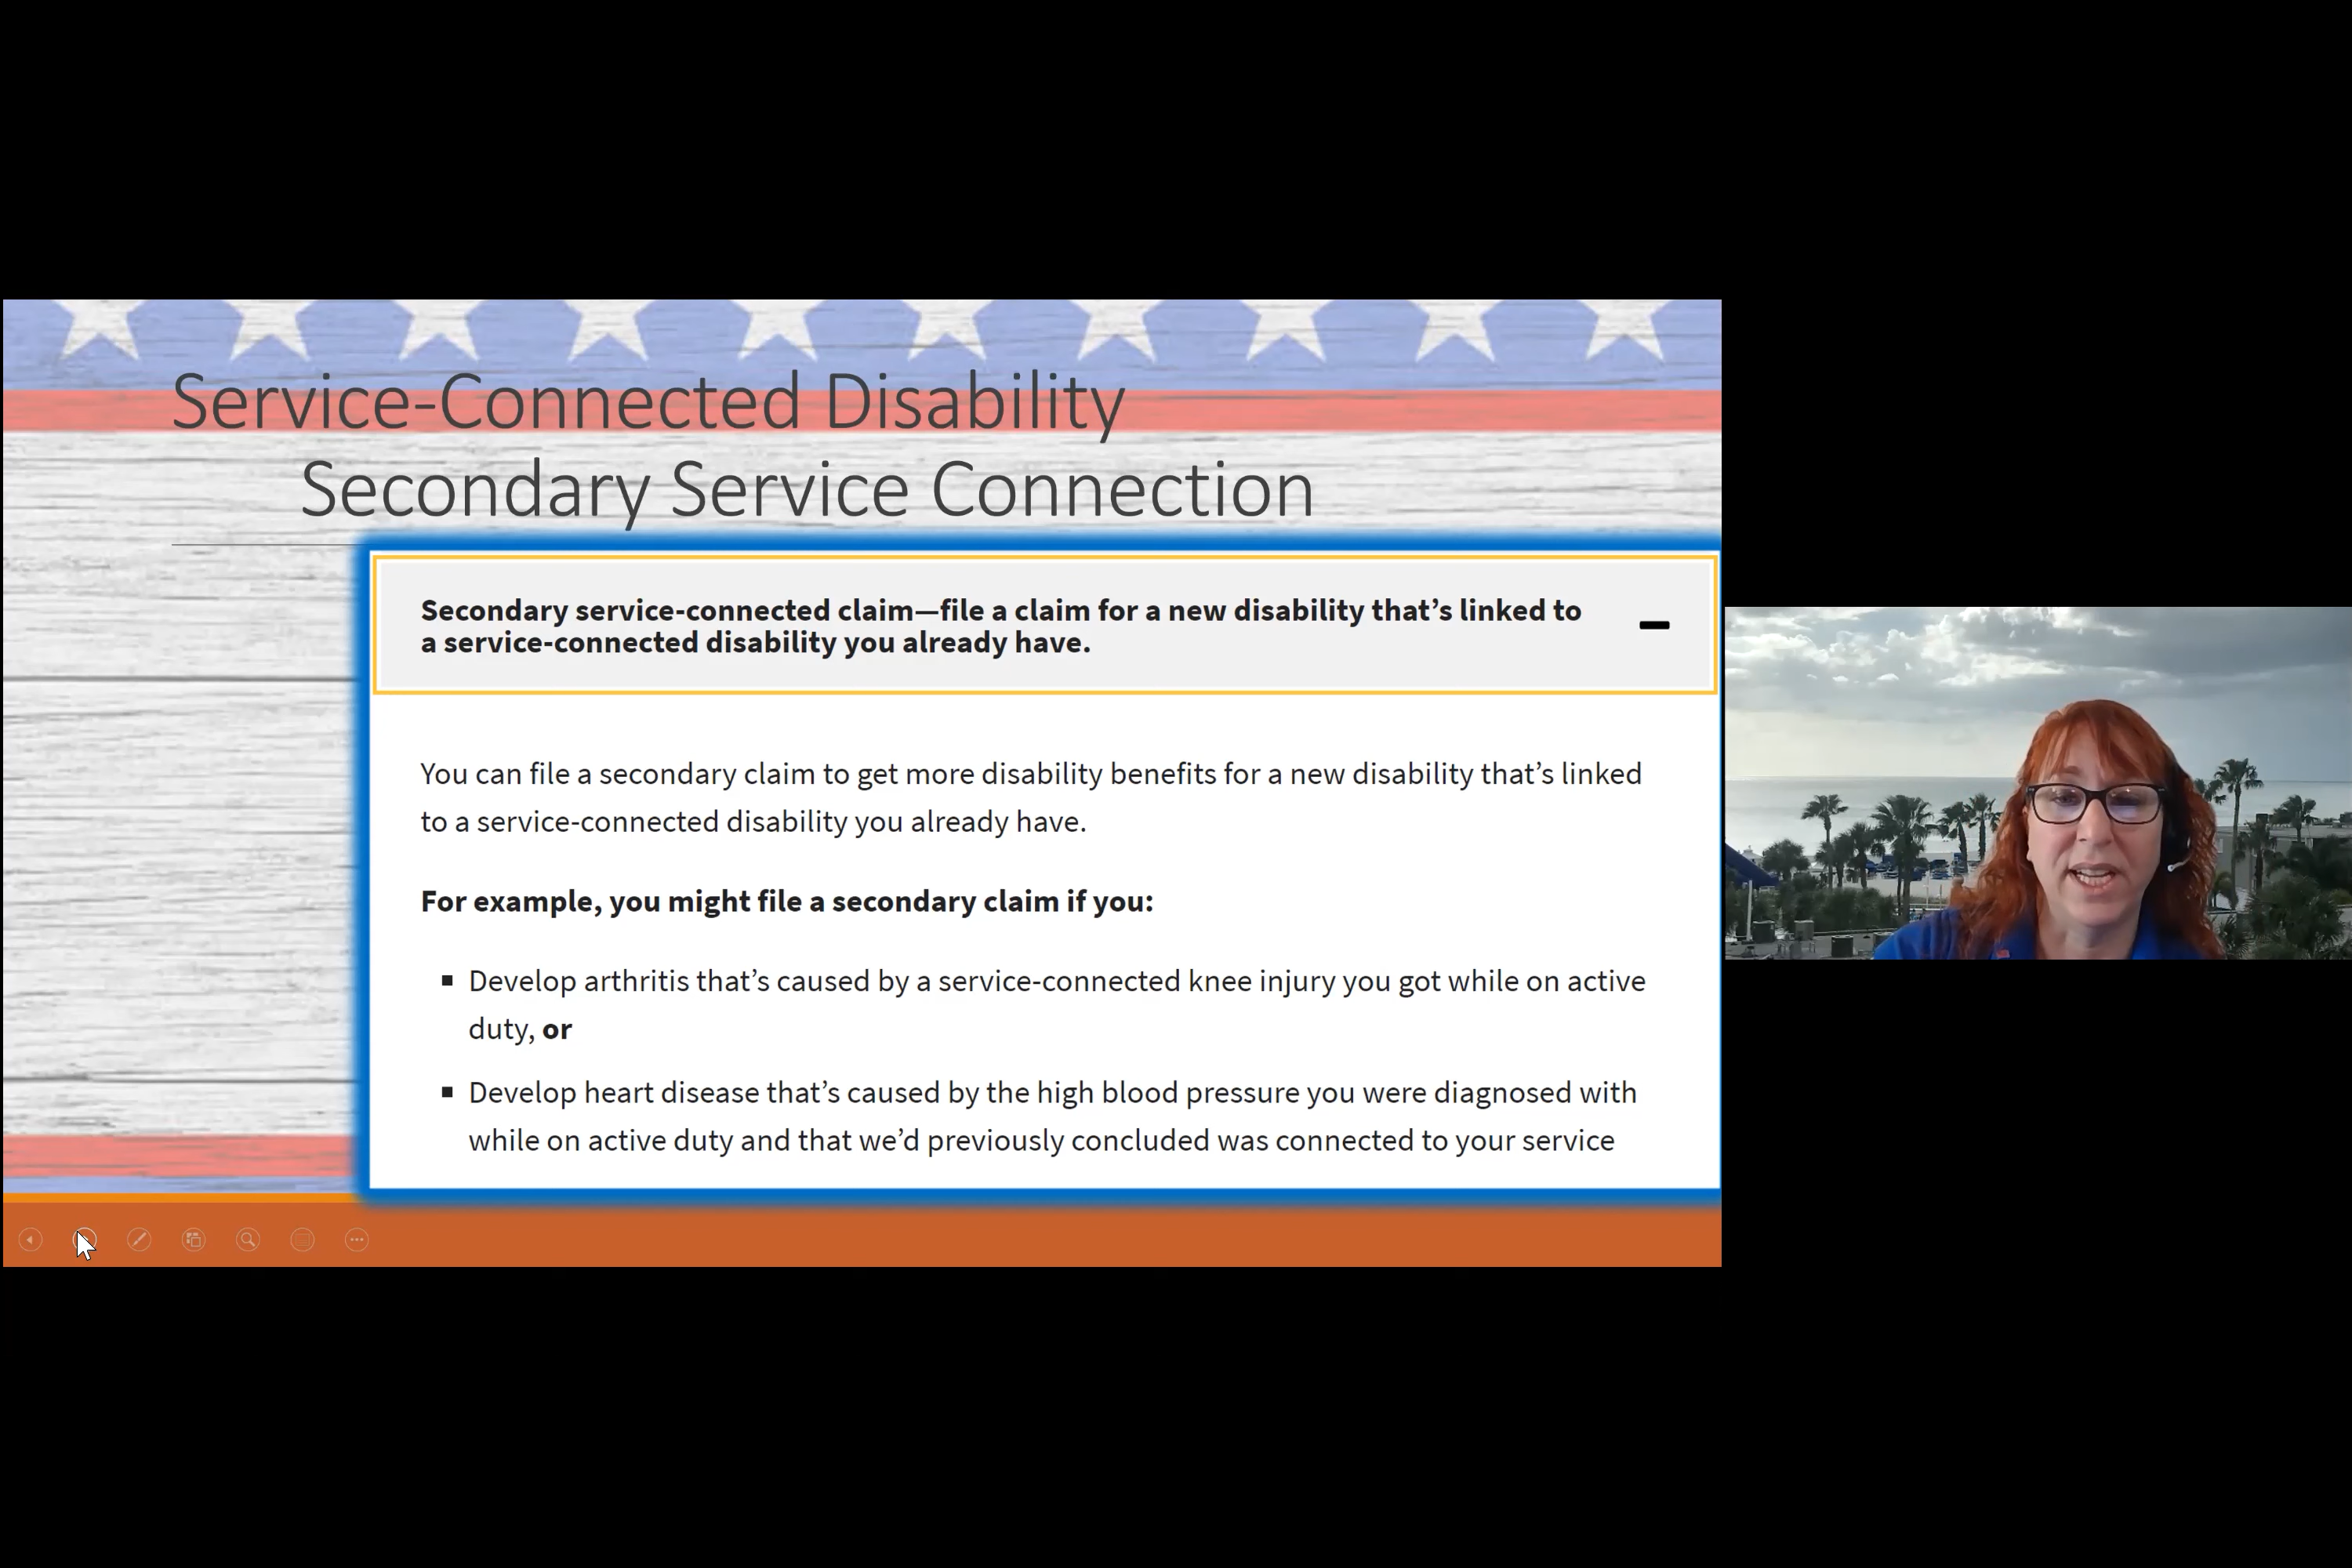 Service-Connected Disability
Secondary Service Connection
Secondary service-connected claim—file a claim for a new disability that’s linked to
a service-connected disability you already have.
You can file a secondary claim to get more disability benefits for a new disability that’s linked
to a service-connected disability you already have.
For example, you might file a secondary claim if you:
▪ Develop arthritis that’s caused by a service-connected knee injury you got while on active
duty, or
▪ Develop heart disease that’s caused by the high blood pressure you were diagnosed with
while on active duty and that we’d previously concluded was connected to your service